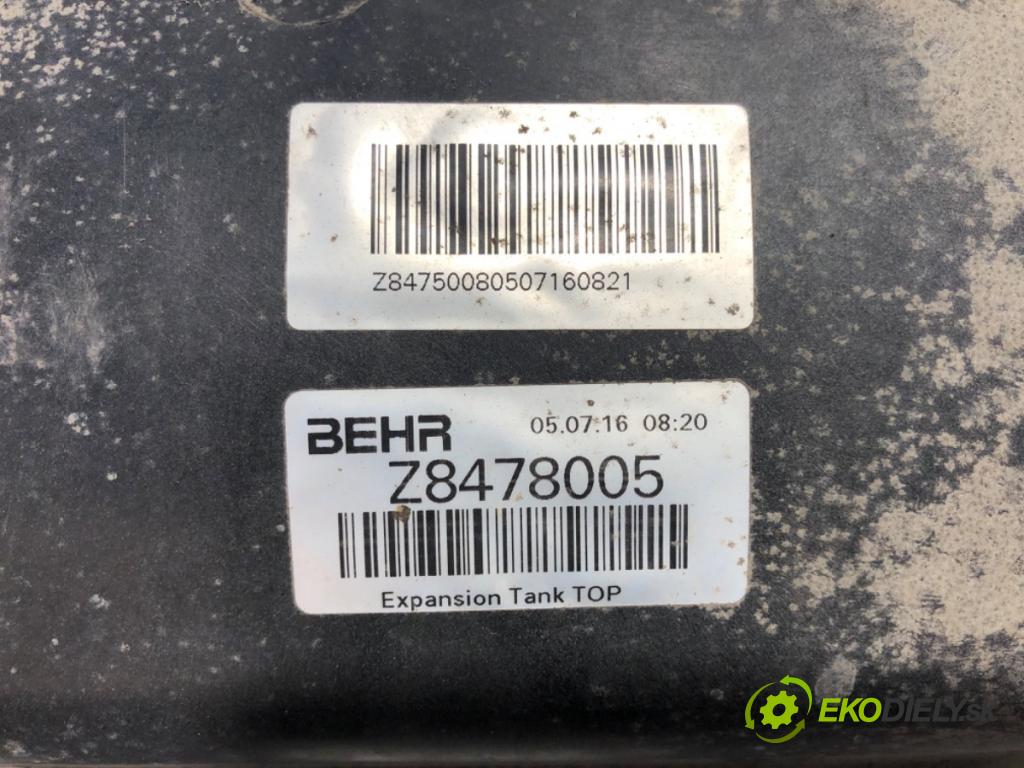 Z84750080507160821
BEHR 05.07.16 08:20
Z8478005
Expansion Tank TOP
EKODIELY.sk